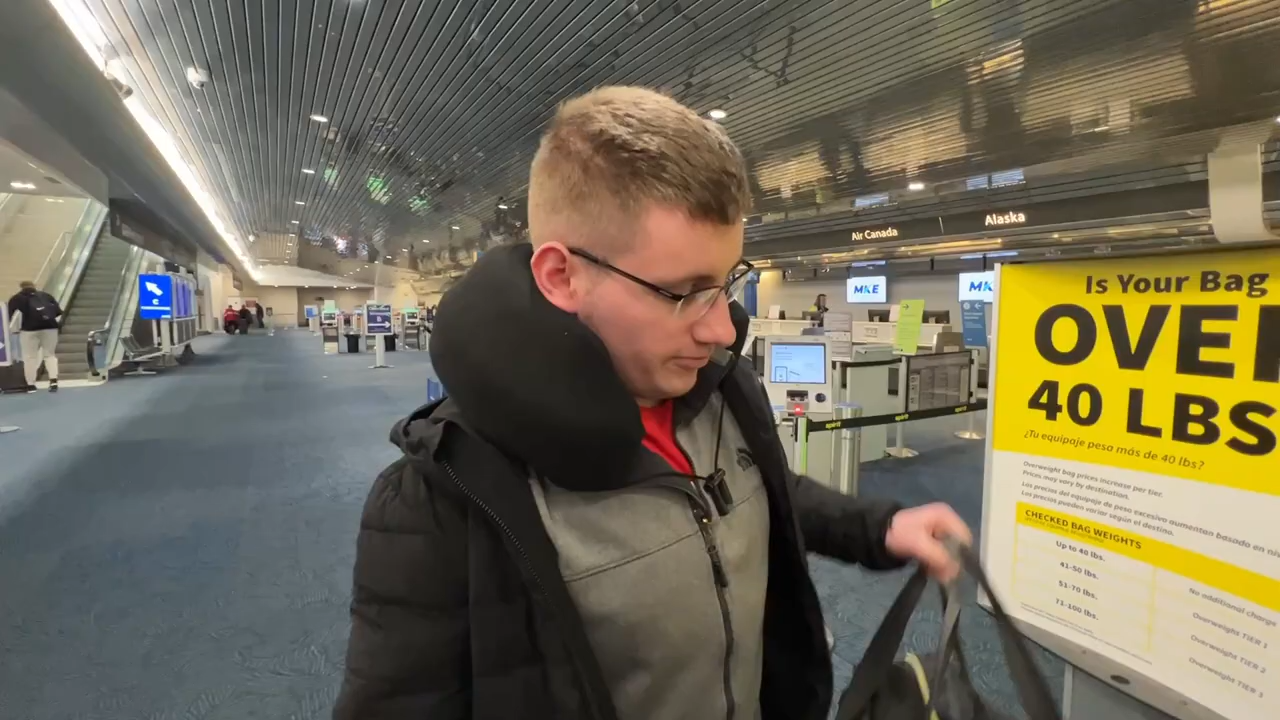 Air Canada
Alaska
MKE
MK
C
B
spirit
spirit
Is Your Bag
OVE
40 LBS
¿Tu equipaje pesa más de 40 lbs?
Overweight bag prices increase per tier.
Prices may vary by destination.
Los precios del equipaje de peso excesivo aumentan basado en
Los precios pueden variar según el destino.
CHECKED BAG WEIGHTS
Up to 40 lbs.
No additional charge
41-50 lbs.
Overweight TIER 1
51-70 lbs.
Overweight TIER 2
71-100 lbs.
Overweight TIER 3